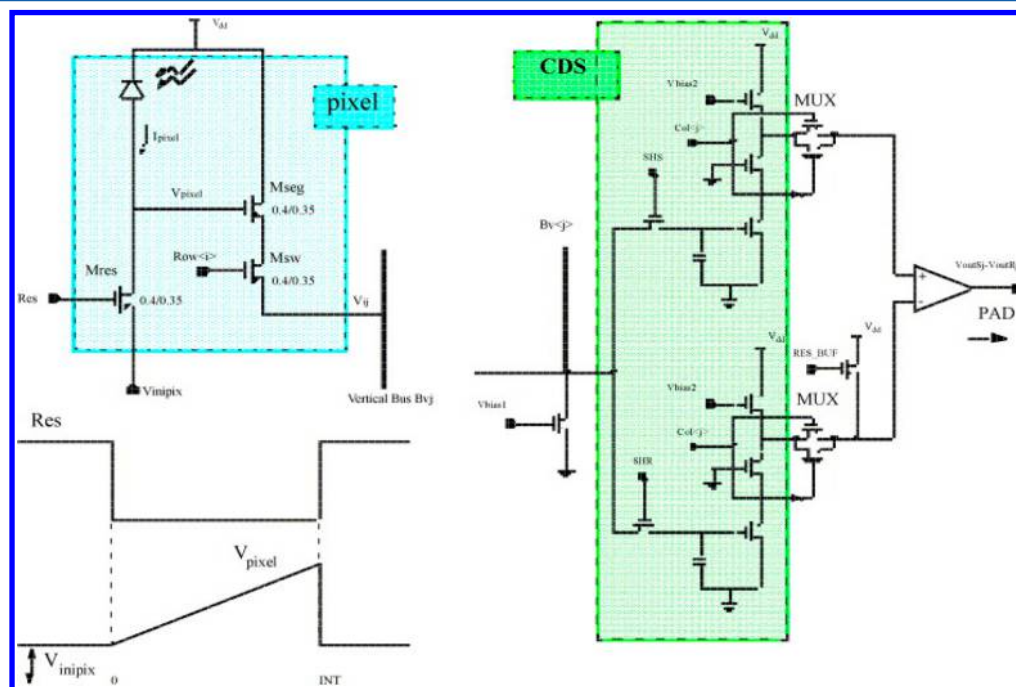 Vdd
pixel
Ipixel
Vpixel
Mseg
0.4/0.35
Row<i>
Msw
0.4/0.35
Mres
Res
0.4/0.35
Vij
Vinipix
Vertical Bus Bvj
Res
Vpixel
Vinipix
0
INT
CDS
Vdd
Vbias2
MUX
Col<j>
SHS
Bv<j>
VoutSj-VoutRj
+
-
PAD
Vdd
Vdd
RES_BUF
Vbias2
MUX
Vbias1
Col<j>
SHR